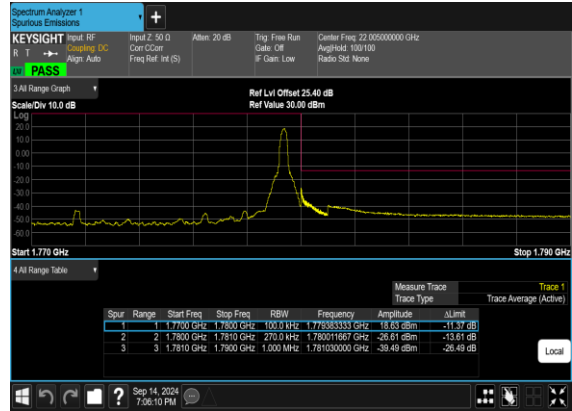 Spectrum Analyzer 1
Spurious Emissions
KEYSIGHT
R T
Input: RF
Coupling: DC
Align: Auto
Input Z: 50 Ω
Corr CCorr
Freq Ref: Int (S)
Atten: 20 dB
Trig: Free Run
Gate: Off
IF Gain: Low
Center Freq: 22.005000000 GHz
Avg|Hold: 100/100
Radio Std: None
PASS
3 All Range Graph
Scale/Div 10.0 dB
Ref Lvl Offset 25.40 dB
Ref Value 30.00 dBm
Log
20.0
10.0
0.00
-10.0
-20.0
-30.0
-40.0
-50.0
-60.0
Start 1.770 GHz
Stop 1.790 GHz
4 All Range Table
Measure Trace Trace 1
Trace Type Trace Average (Active)
Spur Range Start Freq Stop Freq RBW Frequency Amplitude ΔLimit
1 1 1.7700 GHz 1.7800 GHz 100.0 kHz 1.779383333 GHz 18.63 dBm -11.37 dB
2 2 1.7800 GHz 1.7810 GHz 270.0 kHz 1.780011667 GHz -26.61 dBm -13.61 dB
3 3 1.7810 GHz 1.7900 GHz 1.000 MHz 1.781030000 GHz -39.49 dBm -26.49 dB
Local
?
Sep 14, 2024
7:06:10 PM